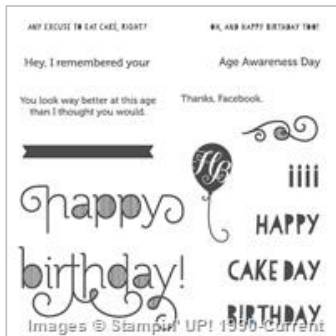 ANY EXCUSE TO EAT CAKE, RIGHT?
OH, AND HAPPY BIRTHDAY TOO!
Hey, I remembered your
Age Awareness Day
You look way better at this age
than I thought you would.
Thanks, Facebook.
HB
happy
birthday!
HAPPY
CAKE DAY
BIRTHDAY
Images © Stampin' UP! 1990-Current